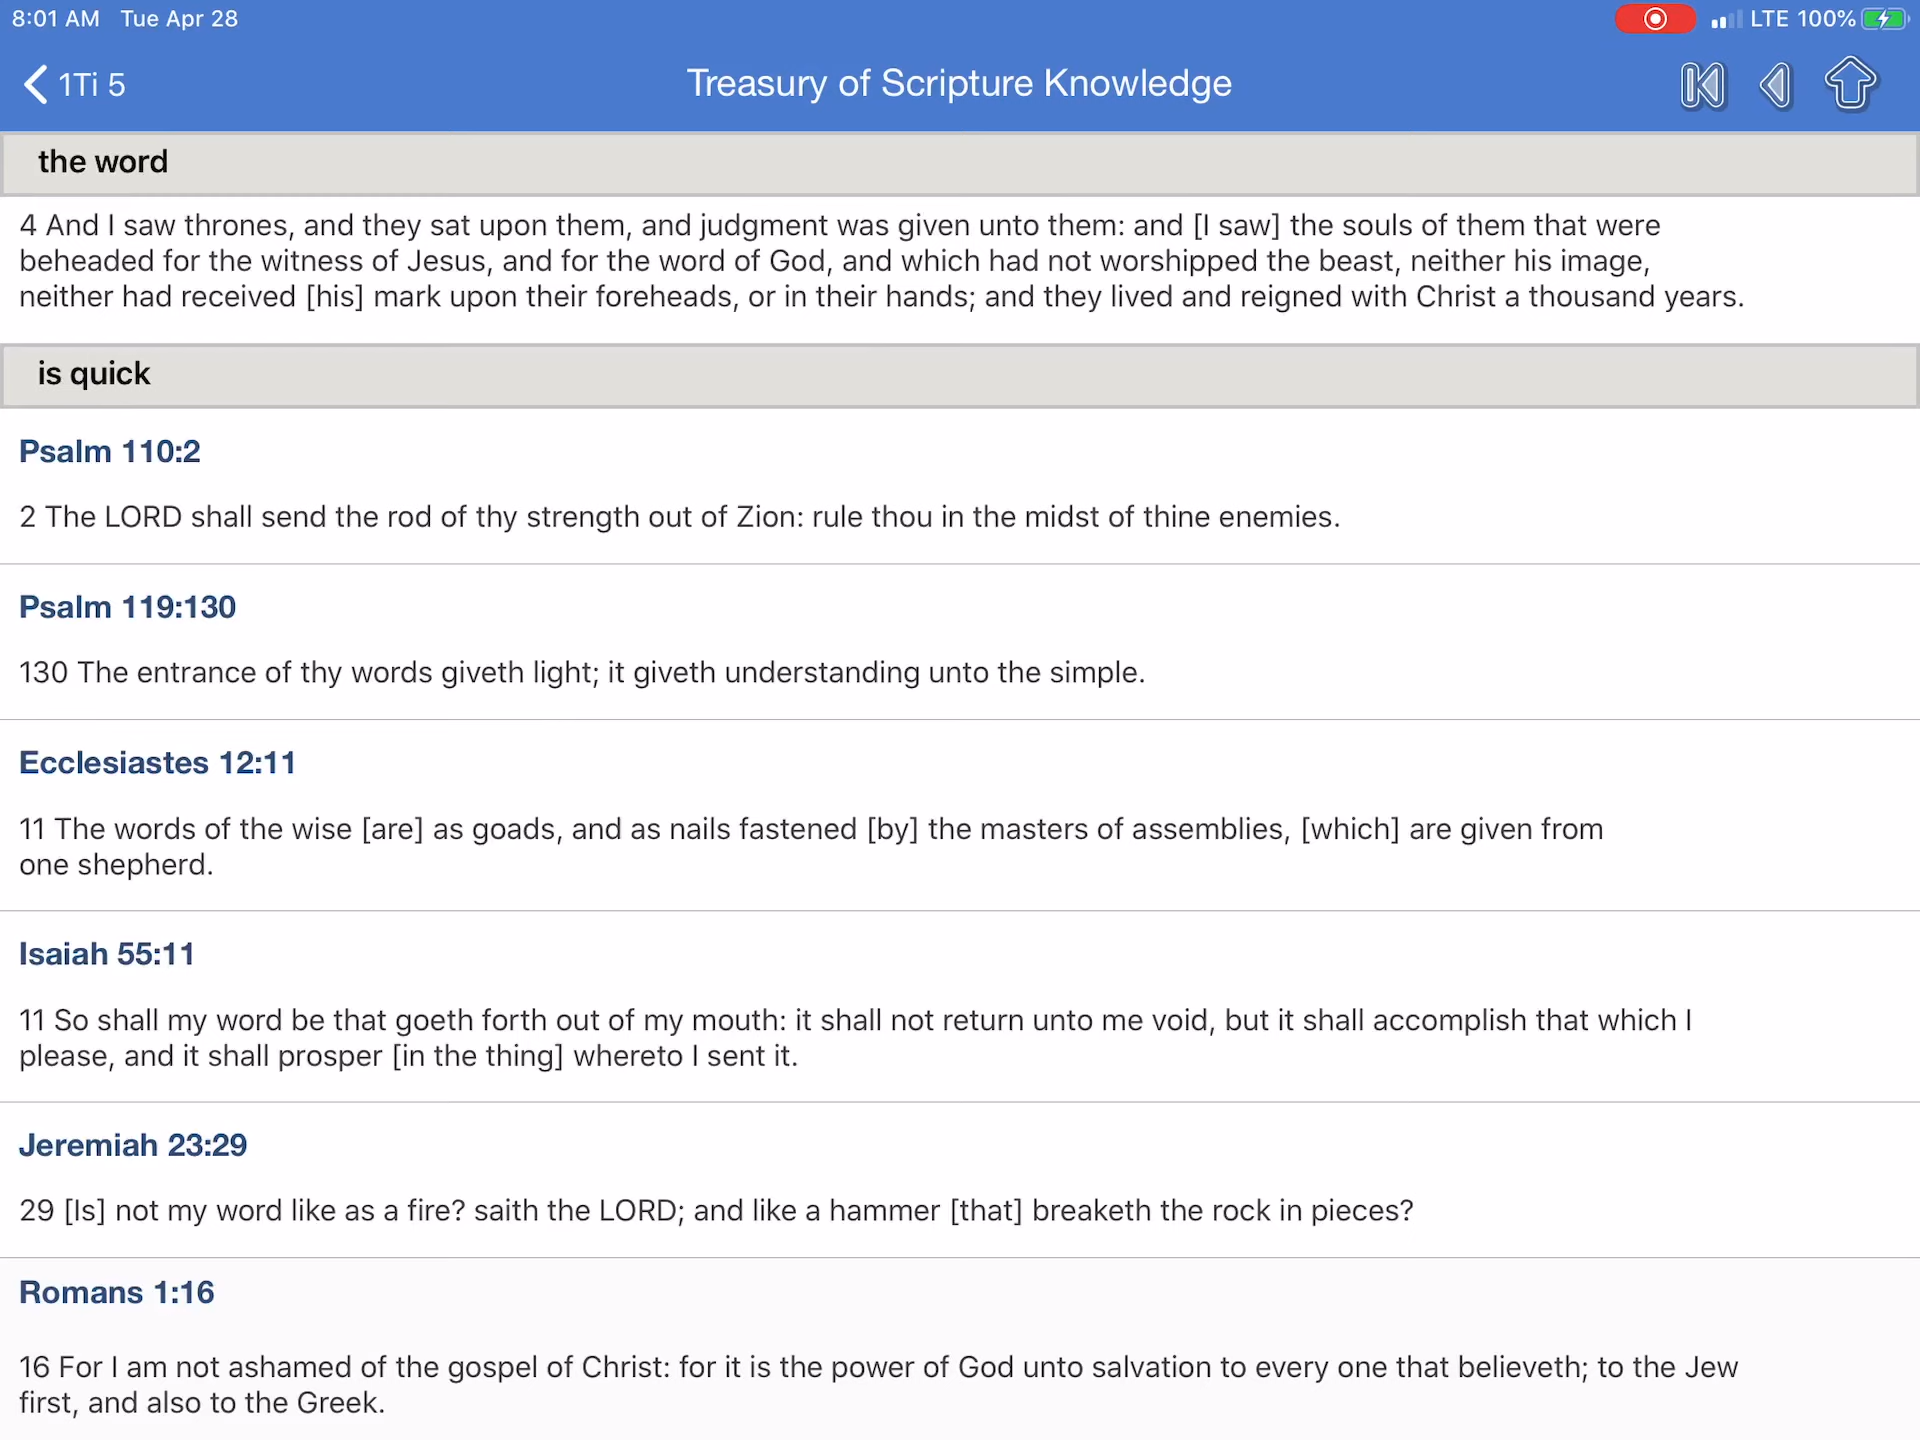 8:01 AM Tue Apr 28
LTE 100%
1Ti 5
Treasury of Scripture Knowledge
the word
4 And I saw thrones, and they sat upon them, and judgment was given unto them: and [I saw] the souls of them that were
beheaded for the witness of Jesus, and for the word of God, and which had not worshipped the beast, neither his image,
neither had received [his] mark upon their foreheads, or in their hands; and they lived and reigned with Christ a thousand years.
is quick
Psalm 110:2
2 The LORD shall send the rod of thy strength out of Zion: rule thou in the midst of thine enemies.
Psalm 119:130
130 The entrance of thy words giveth light; it giveth understanding unto the simple.
Ecclesiastes 12:11
11 The words of the wise [are] as goads, and as nails fastened [by] the masters of assemblies, [which] are given from
one shepherd.
Isaiah 55:11
11 So shall my word be that goeth forth out of my mouth: it shall not return unto me void, but it shall accomplish that which I
please, and it shall prosper [in the thing] whereto I sent it.
Jeremiah 23:29
29 [Is] not my word like as a fire? saith the LORD; and like a hammer [that] breaketh the rock in pieces?
Romans 1:16
16 For I am not ashamed of the gospel of Christ: for it is the power of God unto salvation to every one that believeth; to the Jew
first, and also to the Greek.